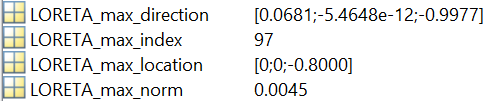 LORETA_max_direction [0.0681;-5.4648e-12;-0.9977]
LORETA_max_index 97
LORETA_max_location [0;0;-0.8000]
LORETA_max_norm 0.0045